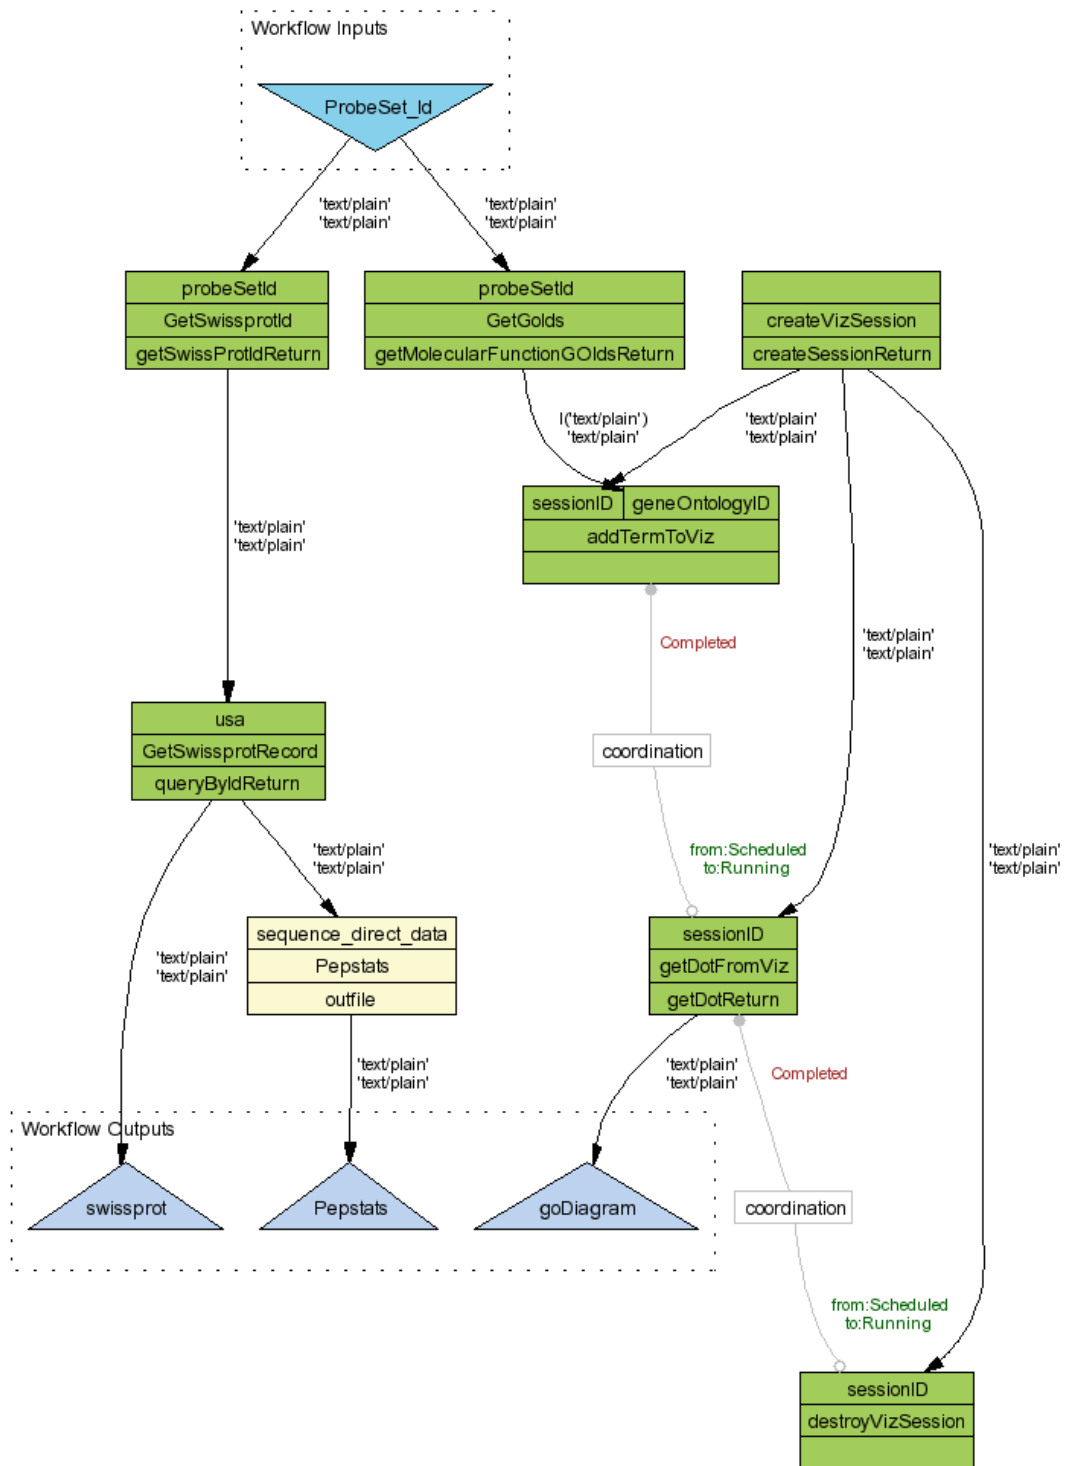 Workflow Inputs
ProbeSet_Id
'text/plain'
'text/plain'
'text/plain'
'text/plain'
probeSetId
GetSwissprotId
getSwissProtIdReturn
probeSetId
GetGoIds
getMolecularFunctionGOIdsReturn
createVizSession
createSessionReturn
l('text/plain')
'text/plain'
'text/plain'
'text/plain'
sessionID
geneOntologyID
addTermToViz
'text/plain'
'text/plain'
Completed
'text/plain'
'text/plain'
usa
GetSwissprotRecord
queryByIdReturn
coordination
'text/plain'
'text/plain'
from:Scheduled
to:Running
'text/plain'
'text/plain'
sequence_direct_data
Pepstats
outfile
'text/plain'
'text/plain'
sessionID
getDotFromViz
getDotReturn
'text/plain'
'text/plain'
'text/plain'
'text/plain'
Completed
Workflow Outputs
swissprot
Pepstats
goDiagram
coordination
from:Scheduled
to:Running
sessionID
destroyVizSession